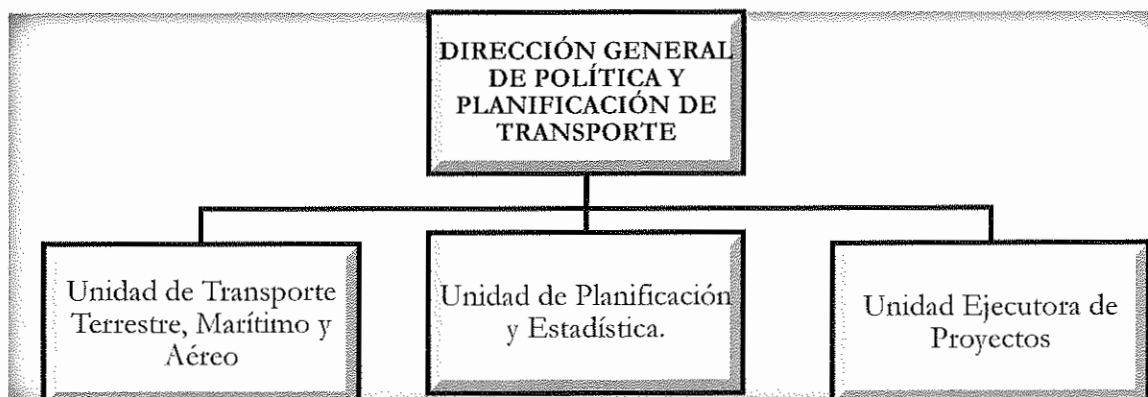 DIRECCIÓN GENERAL
DE POLÍTICA Y
PLANIFICACIÓN DE
TRANSPORTE
Unidad de Transporte
Terrestre, Marítimo y
Aéreo
Unidad de Planificación
y Estadística.
Unidad Ejecutora de
Proyectos